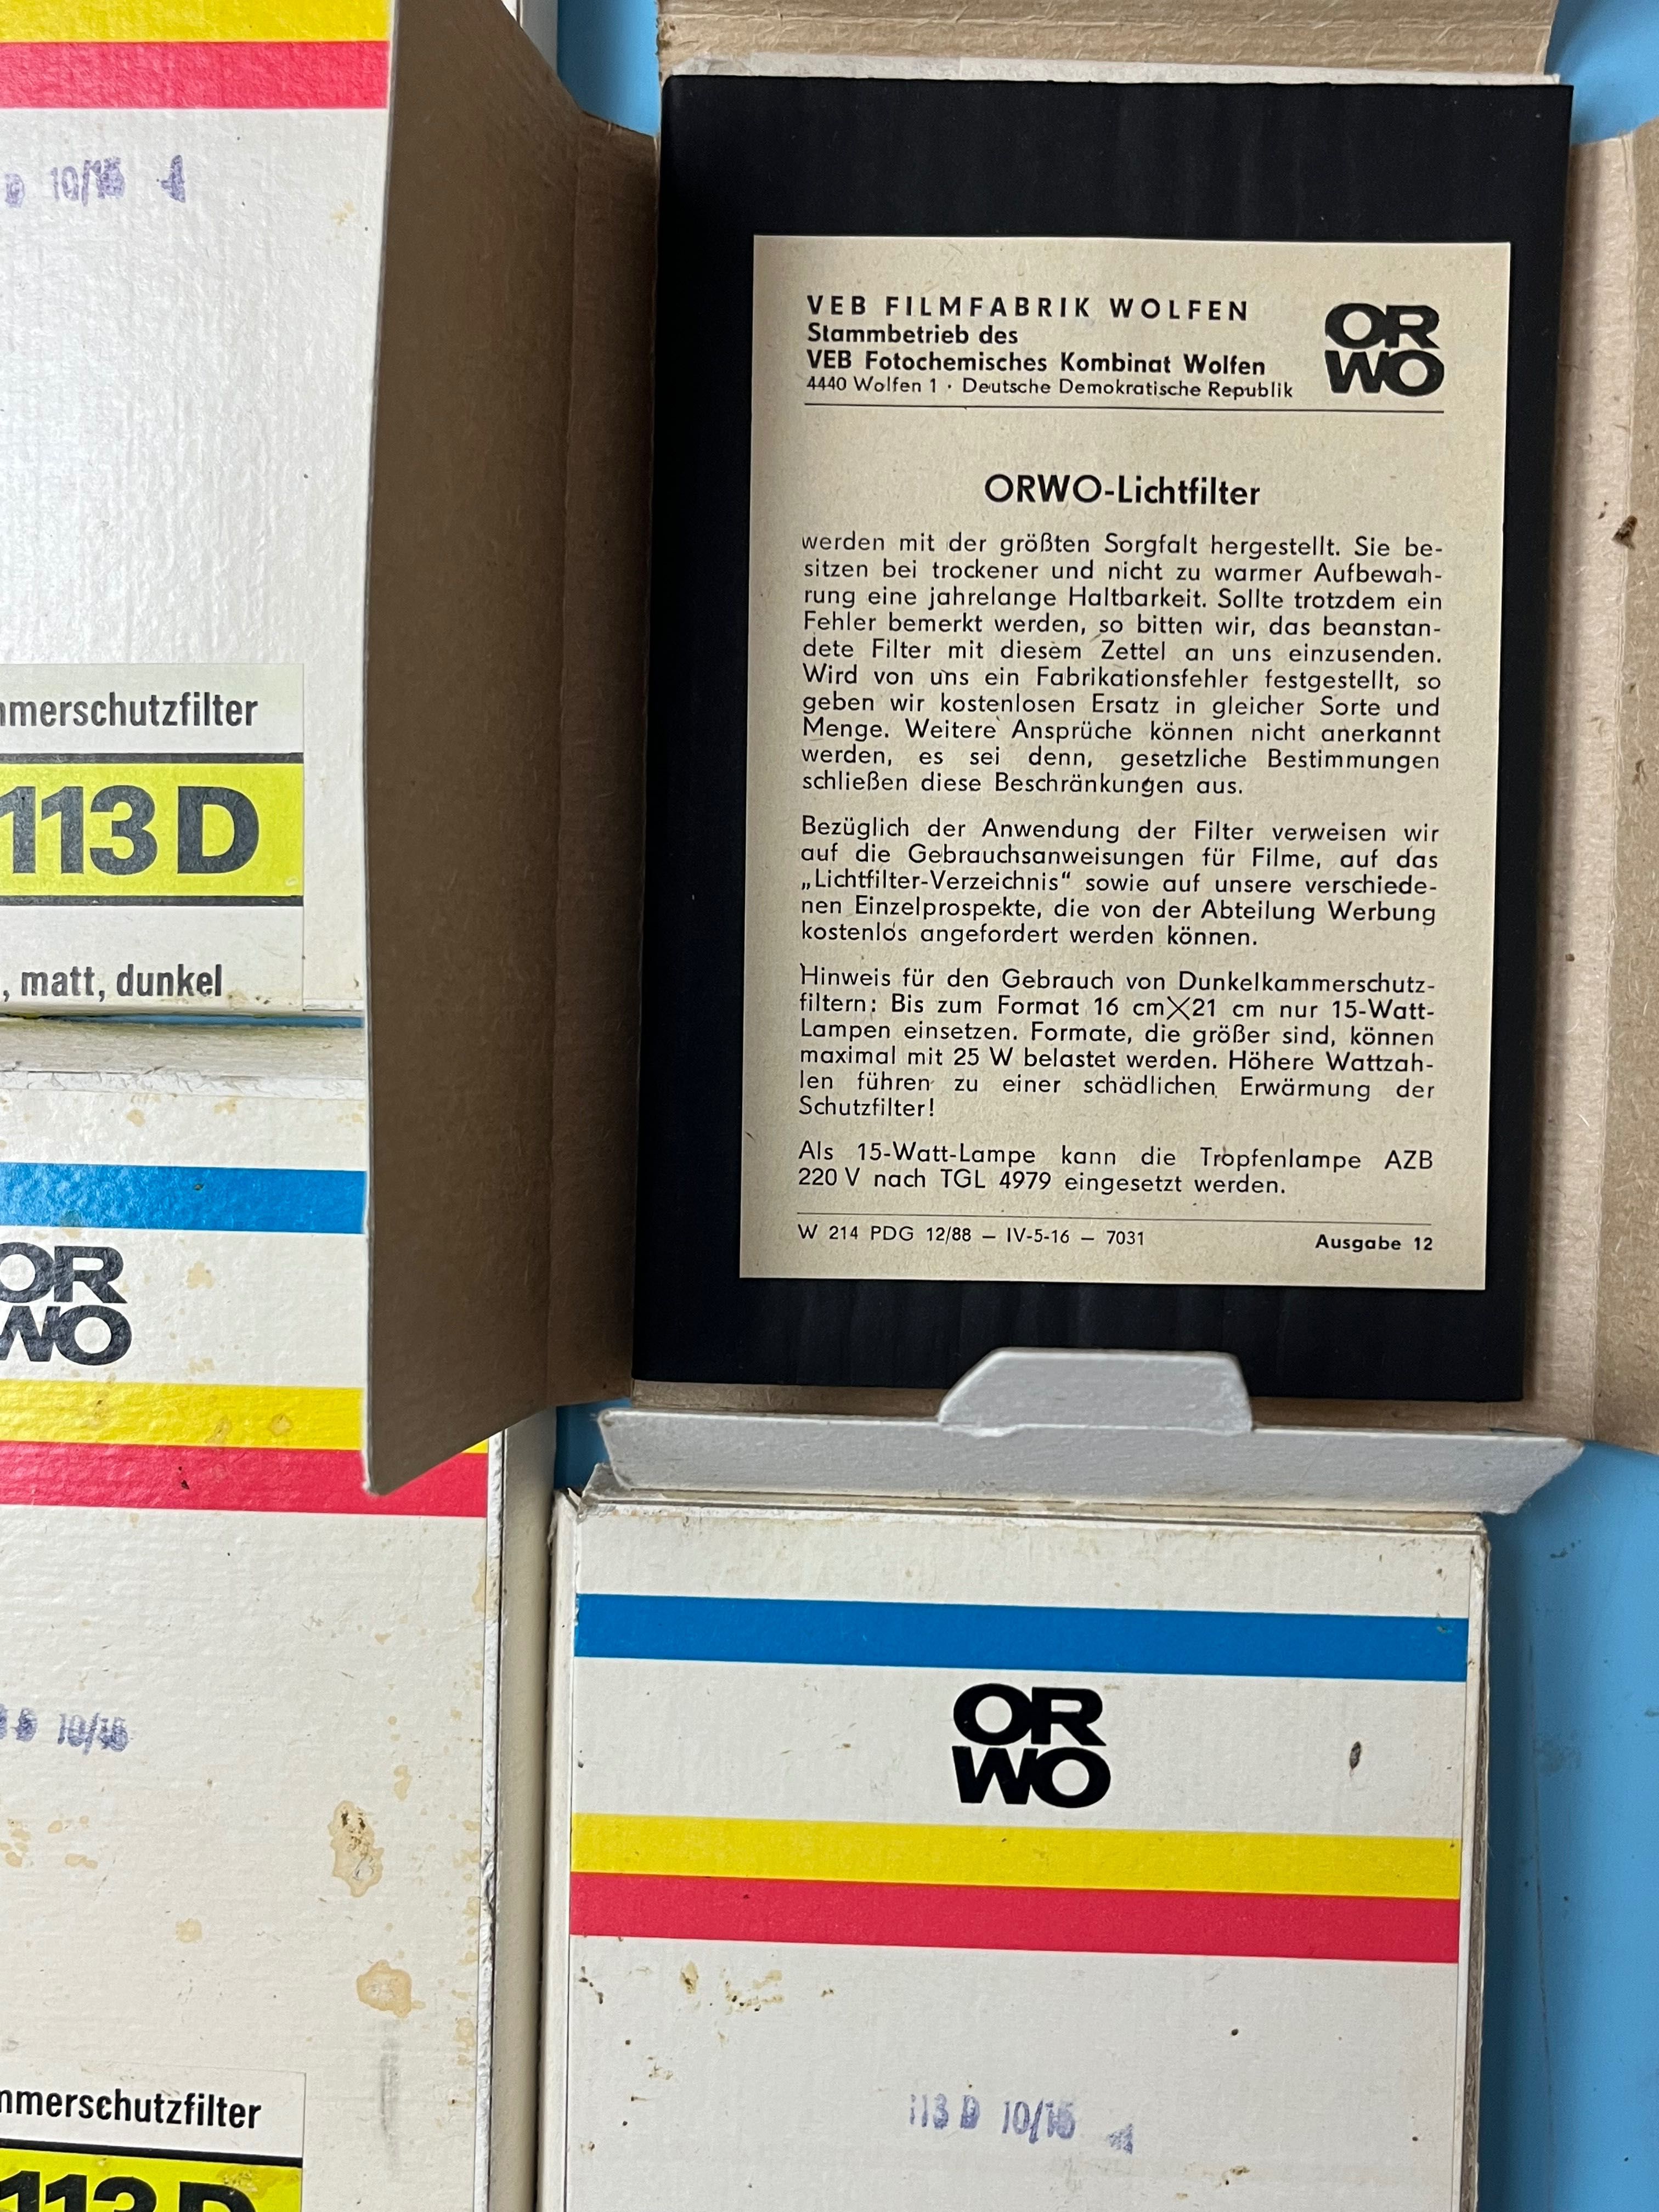 10/15
mmerschutzfilter
113 D
, matt, dunkel
VEB FILMFABRIK WOLFEN
Stammbetrieb des
VEB Fotochemisches Kombinat Wolfen
4440 Wolfen 1 · Deutsche Demokratische Republik
OR
WO
ORWO-Lichtfilter
werden mit der größten Sorgfalt hergestellt. Sie be-
sitzen bei trockener und nicht zu warmer Aufbewah-
rung eine jahrelange Haltbarkeit. Sollte trotzdem ein
Fehler bemerkt werden, so bitten wir, das beanstan-
dete Filter mit diesem Zettel an uns einzusenden.
Wird von uns ein Fabrikationsfehler festgestellt, so
geben wir kostenlosen Ersatz in gleicher Sorte und
Menge. Weitere Ansprüche können nicht anerkannt
werden, es sei denn, gesetzliche Bestimmungen
schließen diese Beschränkungen aus.
Bezüglich der Anwendung der Filter verweisen wir
auf die Gebrauchsanweisungen für Filme, auf das
„Lichtfilter-Verzeichnis“ sowie auf unsere verschiede-
nen Einzelprospekte, die von der Abteilung Werbung
kostenlos angefordert werden können.
Hinweis für den Gebrauch von Dunkelkammerschutz-
filtern: Bis zum Format 16 cm×21 cm nur 15-Watt-
Lampen einsetzen. Formate, die größer sind, können
maximal mit 25 W belastet werden. Höhere Wattzah-
len führen zu einer schädlichen Erwärmung der
Schutzfilter!
Als 15-Watt-Lampe kann die Tropfenlampe AZB
220 V nach TGL 4979 eingesetzt werden.
W 214 PDG 12/88 — IV-5-16 — 7031
Ausgabe 12
OR
WO
10/15
mmerschutzfilter
113 D
OR
WO
113 D 10/15